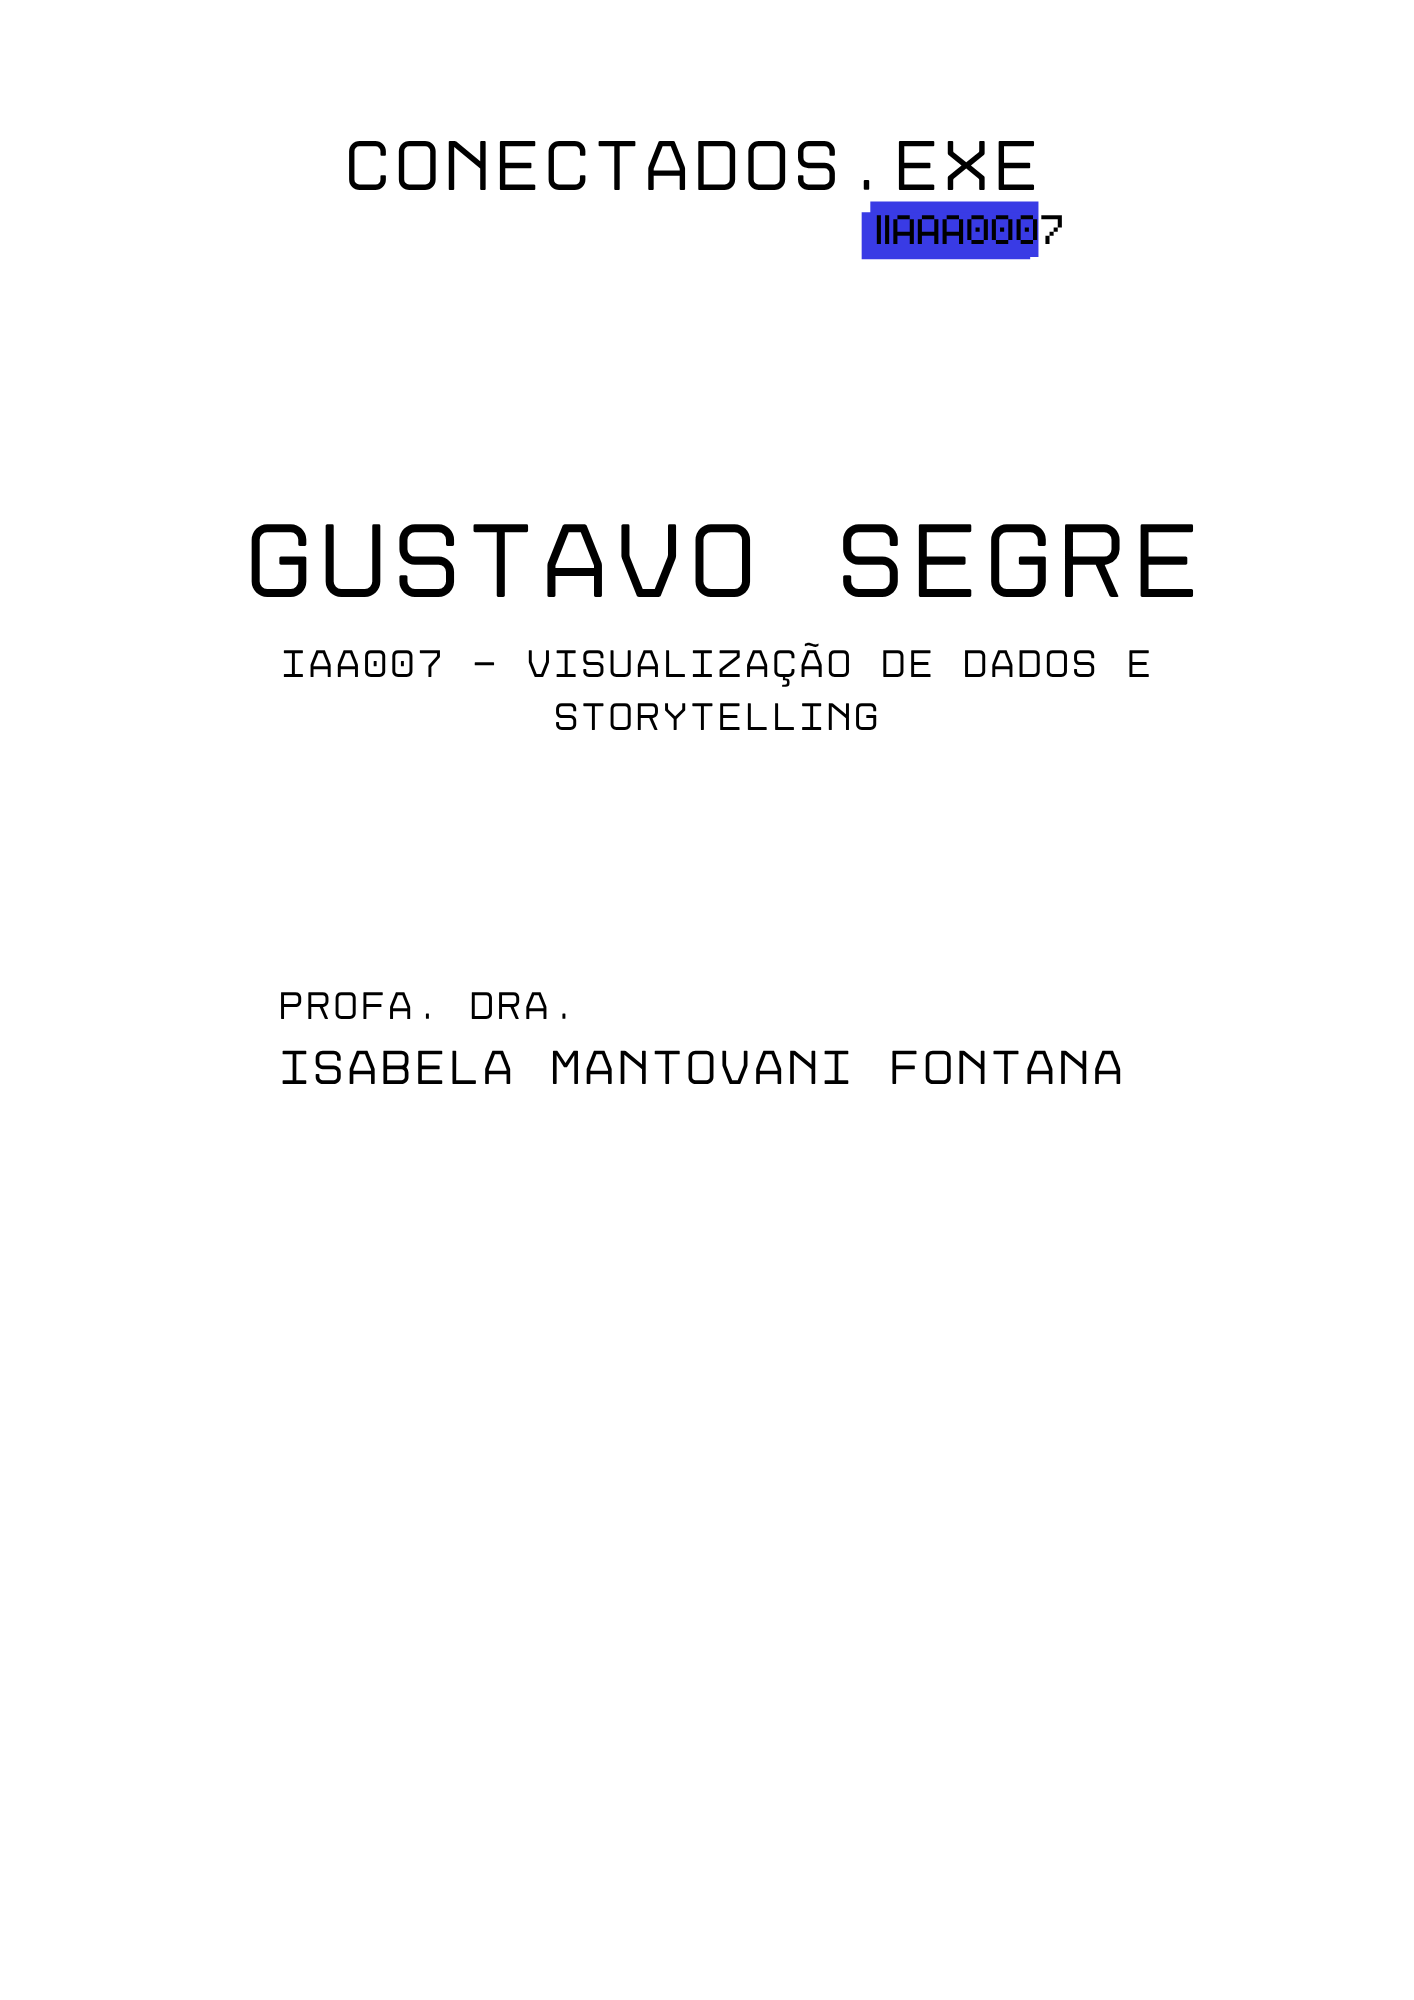 CONECTADOS.EXE
IIAAA0007
GUSTAVO SEGRE
IAA007 - VISUALIZAÇÃO DE DADOS E
STORYTELLING
PROFA. DRA.
ISABELA MANTOVANI FONTANA